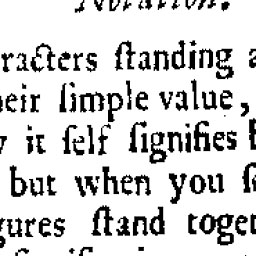 Notation.
racters ſtanding a
heir ſimple value,
it ſelf ſignifies
but when you ſ
gures ſtand toget